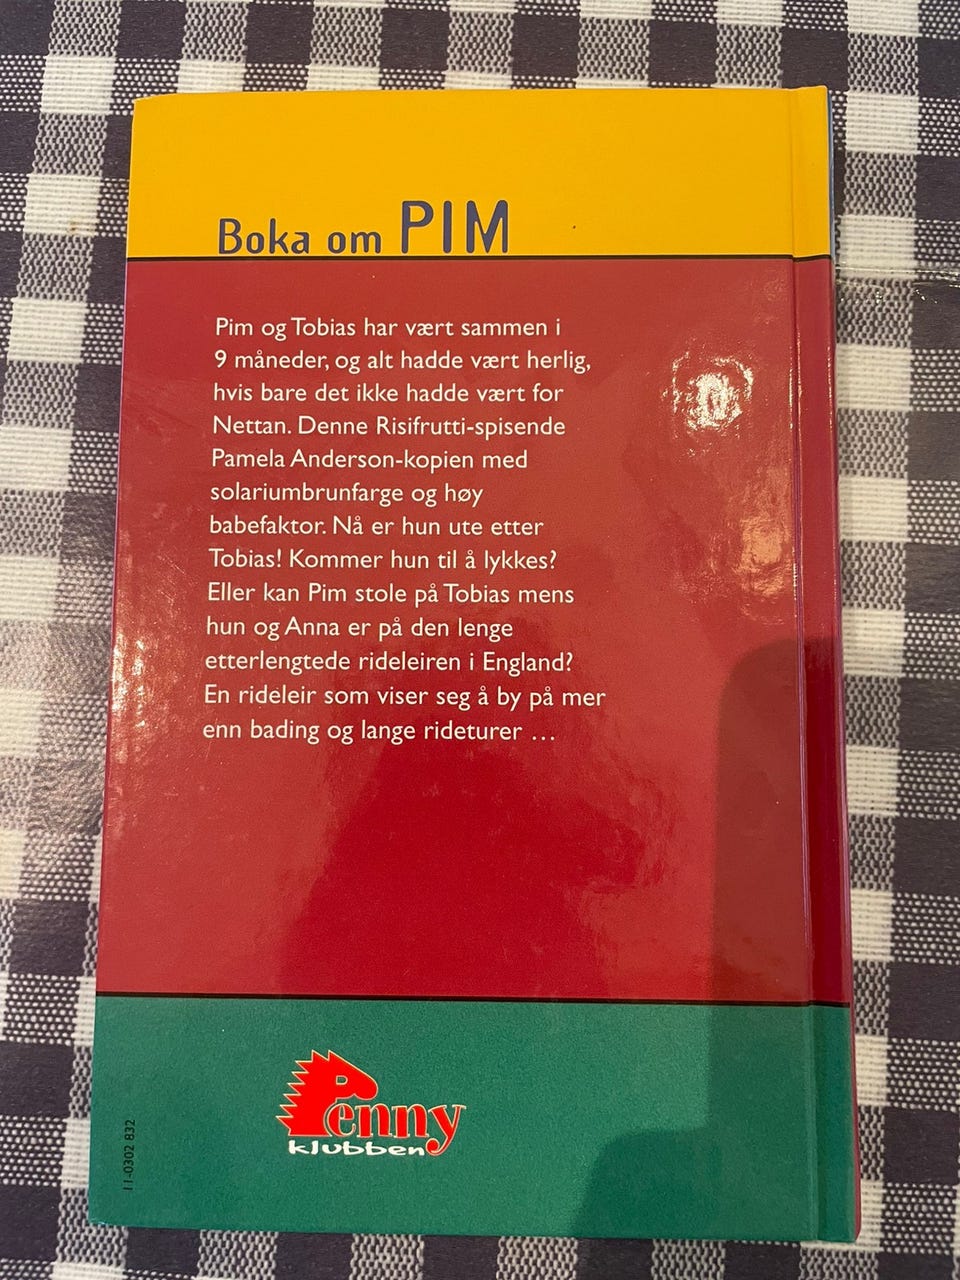 Boka om PIM
Pim og Tobias har vært sammen i
9 måneder, og alt hadde vært herlig,
hvis bare det ikke hadde vært for
Nettan. Denne Risifrutti-spisende
Pamela Anderson-kopien med
solariumbrunfarge og høy
babefaktor. Nå er hun ute etter
Tobias! Kommer hun til å lykkes?
Eller kan Pim stole på Tobias mens
hun og Anna er på den lenge
etterlengtede rideleiren i England?
En rideleir som viser seg å by på mer
enn bading og lange rideturer ...
Penny
klubben
11-0302 832